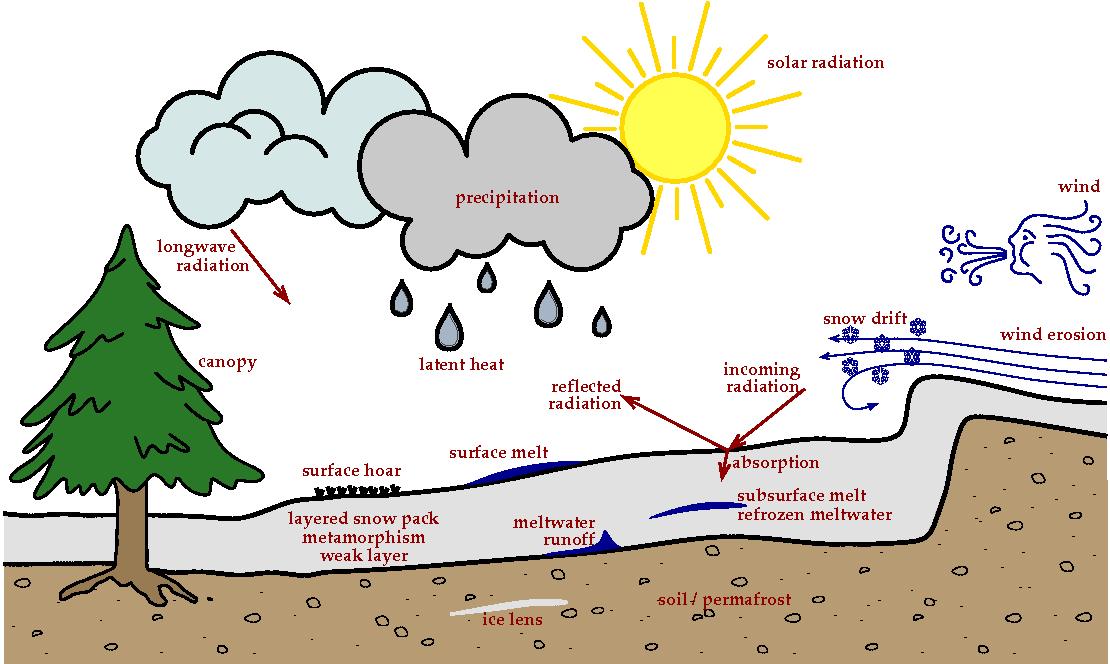 solar radiation
precipitation
wind
longwave
radiation
snow drift
wind erosion
canopy
latent heat
incoming
radiation
reflected
radiation
surface melt
absorption
surface hoar
subsurface melt
refrozen meltwater
layered snow pack
metamorphism
weak layer
meltwater
runoff
soil / permafrost
ice lens